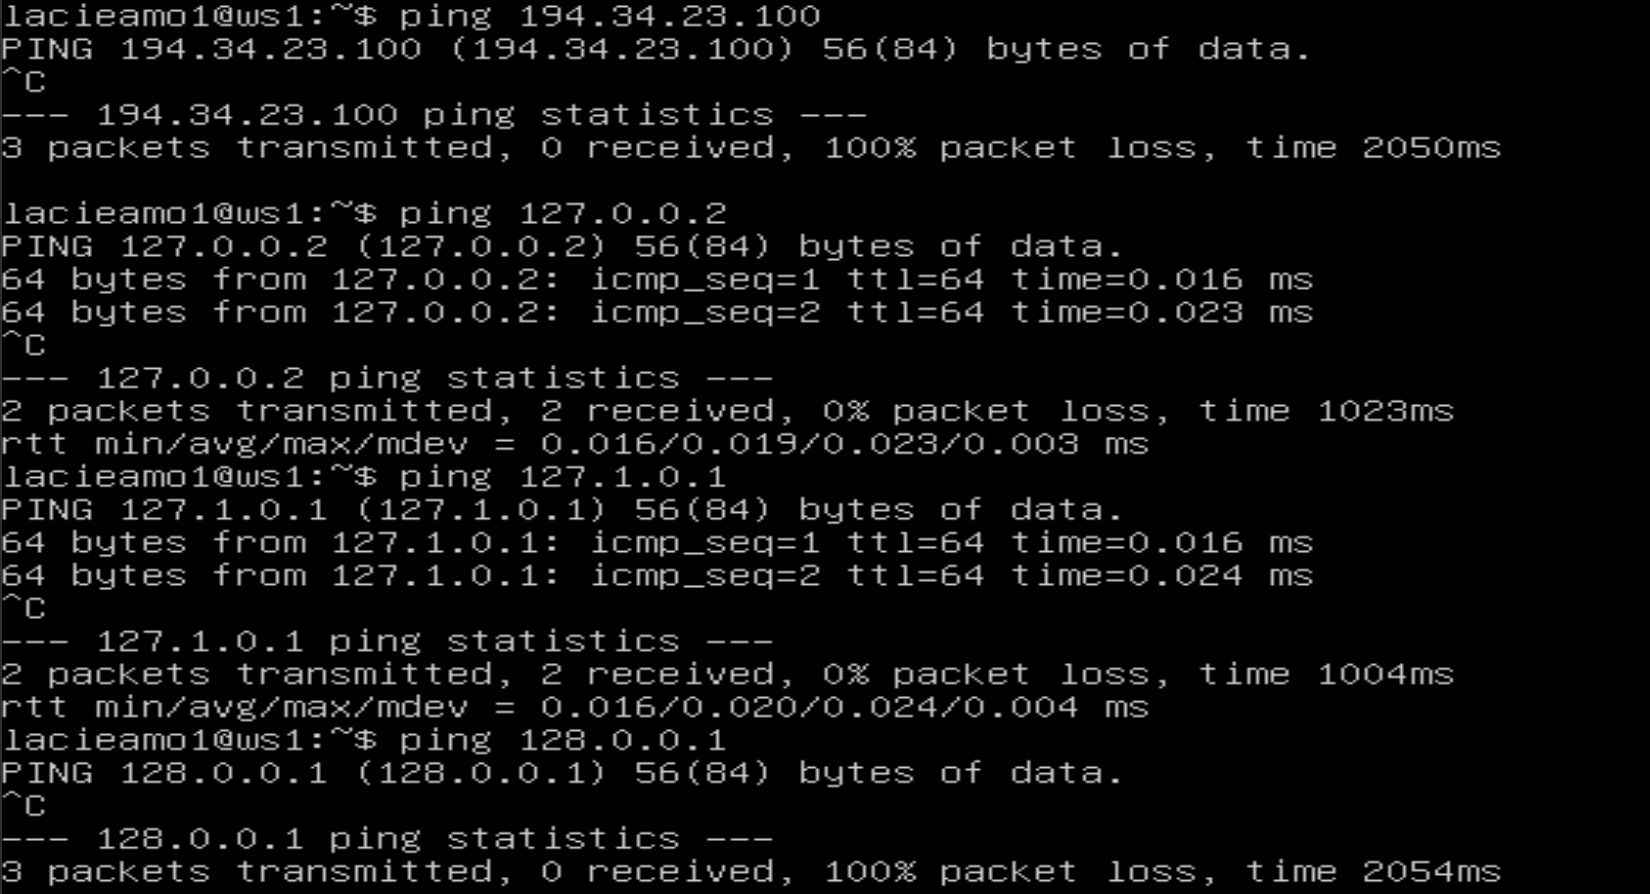 lacieamo1@ws1:~$ ping 194.34.23.100
PING 194.34.23.100 (194.34.23.100) 56(84) bytes of data.
^C
--- 194.34.23.100 ping statistics ---
3 packets transmitted, 0 received, 100% packet loss, time 2050ms

lacieamo1@ws1:~$ ping 127.0.0.2
PING 127.0.0.2 (127.0.0.2) 56(84) bytes of data.
64 bytes from 127.0.0.2: icmp_seq=1 ttl=64 time=0.016 ms
64 bytes from 127.0.0.2: icmp_seq=2 ttl=64 time=0.023 ms
^C
--- 127.0.0.2 ping statistics ---
2 packets transmitted, 2 received, 0% packet loss, time 1023ms
rtt min/avg/max/mdev = 0.016/0.019/0.023/0.003 ms
lacieamo1@ws1:~$ ping 127.1.0.1
PING 127.1.0.1 (127.1.0.1) 56(84) bytes of data.
64 bytes from 127.1.0.1: icmp_seq=1 ttl=64 time=0.016 ms
64 bytes from 127.1.0.1: icmp_seq=2 ttl=64 time=0.024 ms
^C
--- 127.1.0.1 ping statistics ---
2 packets transmitted, 2 received, 0% packet loss, time 1004ms
rtt min/avg/max/mdev = 0.016/0.020/0.024/0.004 ms
lacieamo1@ws1:~$ ping 128.0.0.1
PING 128.0.0.1 (128.0.0.1) 56(84) bytes of data.
^C
--- 128.0.0.1 ping statistics ---
3 packets transmitted, 0 received, 100% packet loss, time 2054ms